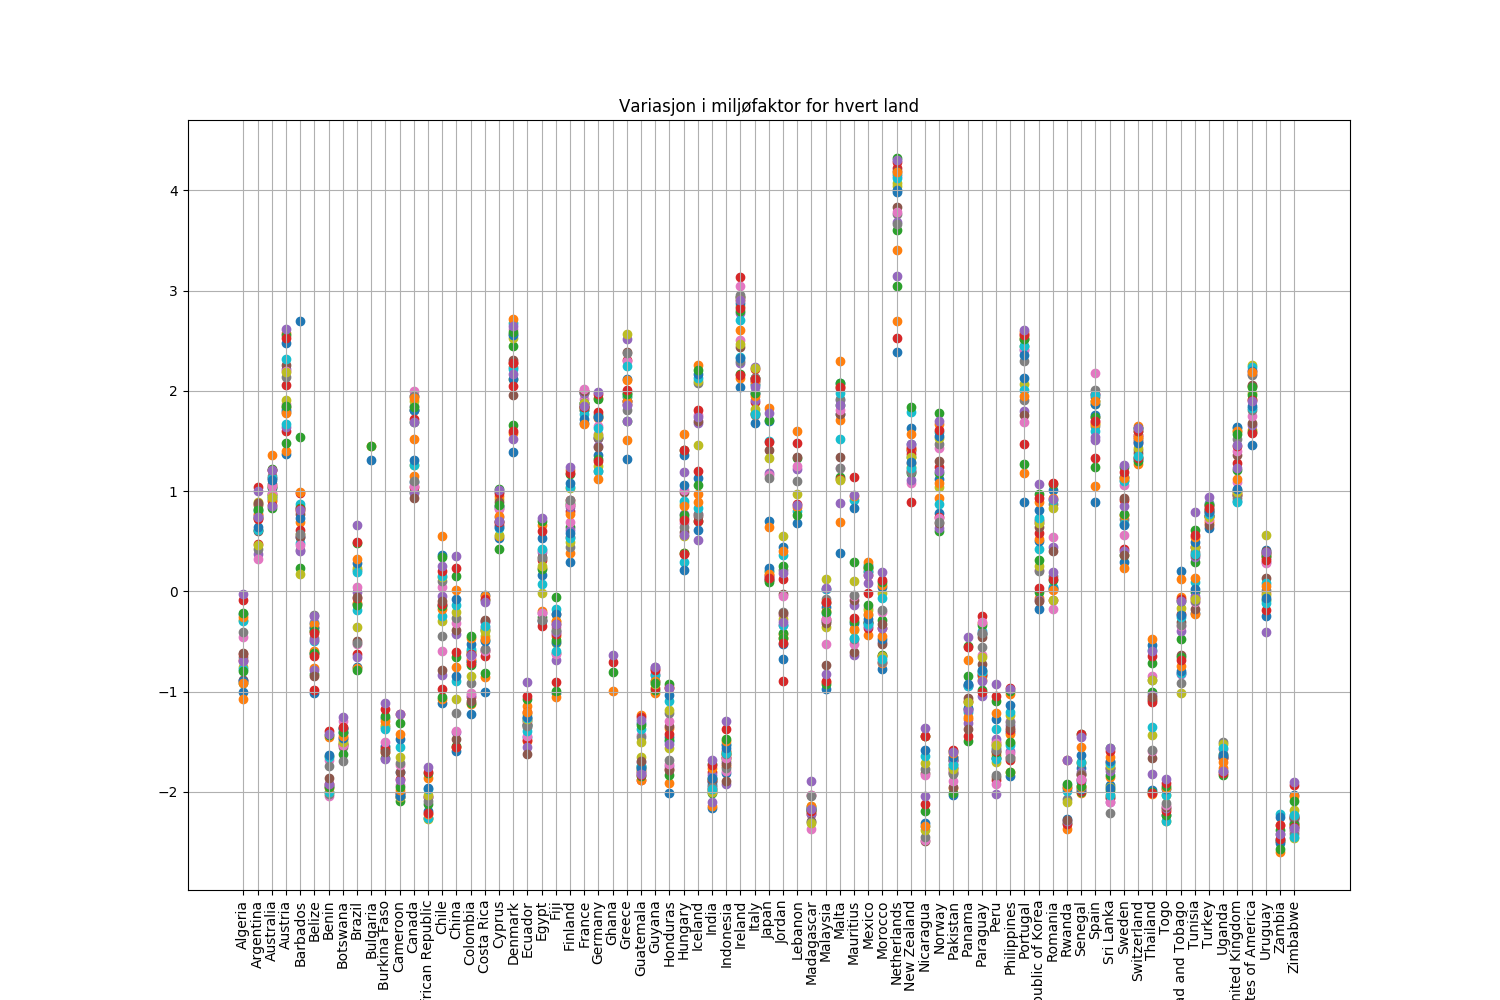 Variasjon i miljøfaktor for hvert land
4
3
2
1
0
−1
−2
Algeria
Argentina
Australia
Austria
Barbados
Belize
Benin
Botswana
Brazil
Bulgaria
Burkina Faso
Cameroon
Canada
rican Republic
Chile
China
Colombia
Costa Rica
Cyprus
Denmark
Ecuador
Egypt
Fiji
Finland
France
Germany
Ghana
Greece
Guatemala
Guyana
Honduras
Hungary
Iceland
India
Indonesia
Ireland
Italy
Japan
Jordan
Lebanon
Madagascar
Malaysia
Malta
Mauritius
Mexico
Morocco
Netherlands
New Zealand
Nicaragua
Norway
Pakistan
Panama
Paraguay
Peru
Philippines
Portugal
public of Korea
Romania
Rwanda
Senegal
Spain
Sri Lanka
Sweden
Switzerland
Thailand
Togo
ad and Tobago
Tunisia
Turkey
Uganda
nited Kingdom
tes of America
Uruguay
Zambia
Zimbabwe